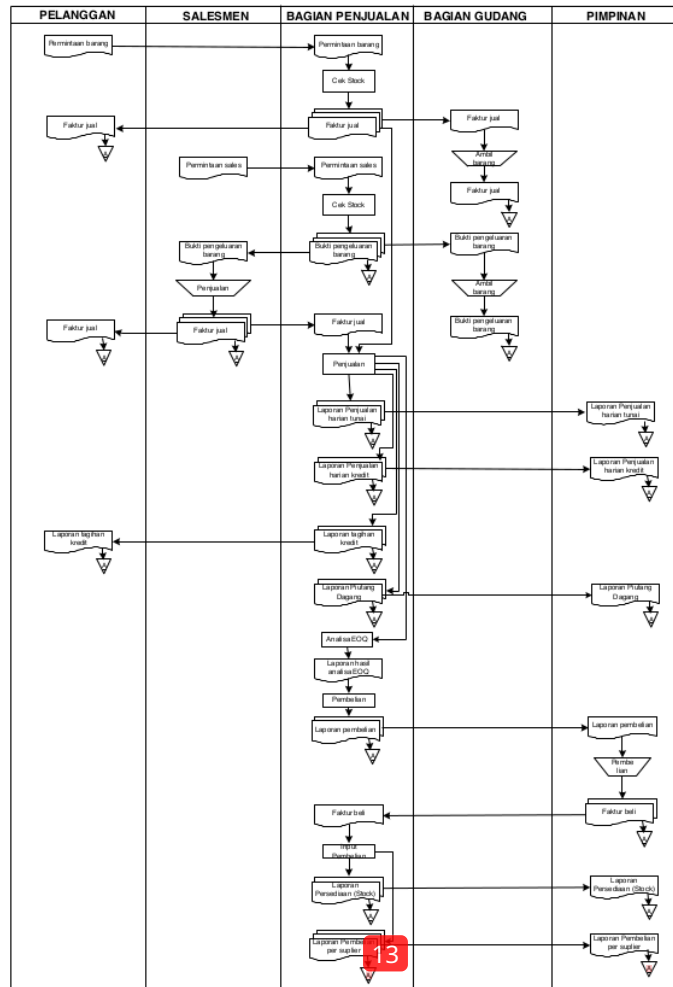 PELANGGAN SALESMEN BAGIAN PENJUALAN BAGIAN GUDANG PIMPINAN
Permintaan barang
Permintaan barang
Cek Stock
Faktur jual
Faktur jual
Faktur jual
Ambil
barang
Faktur jual
Permintaan sales
Permintaan sales
Cek Stock
Bukti pengeluaran
barang
Bukti pengeluaran
barang
Bukti pengeluaran
barang
Penjualan
Ambil
barang
Bukti pengeluaran
barang
Faktur jual
Faktur jual
Faktur jual
Penjualan
Laporan Penjualan
harian tunai
Laporan Penjualan
harian tunai
Laporan Penjualan
harian kredit
Laporan Penjualan
harian kredit
Laporan tagihan
kredit
Laporan tagihan
kredit
Laporan Piutang
Dagang
Laporan Piutang
Dagang
Analisa EOQ
Laporan hasil
analisa EOQ
Pembelian
Laporan pembelian
Laporan pembelian
Pembe
lian
Faktur beli
Faktur beli
Input
Pembelian
Laporan
Persediaan (Stock)
Laporan
Persediaan (Stock)
Laporan Pembelian
per suplier
Laporan Pembelian
per suplier
13